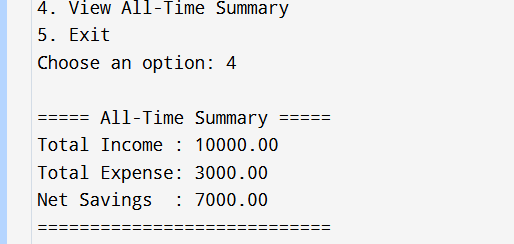 4. View All-Time Summary
5. Exit
Choose an option: 4
===== All-Time Summary =====
Total Income : 10000.00
Total Expense: 3000.00
Net Savings  : 7000.00
============================